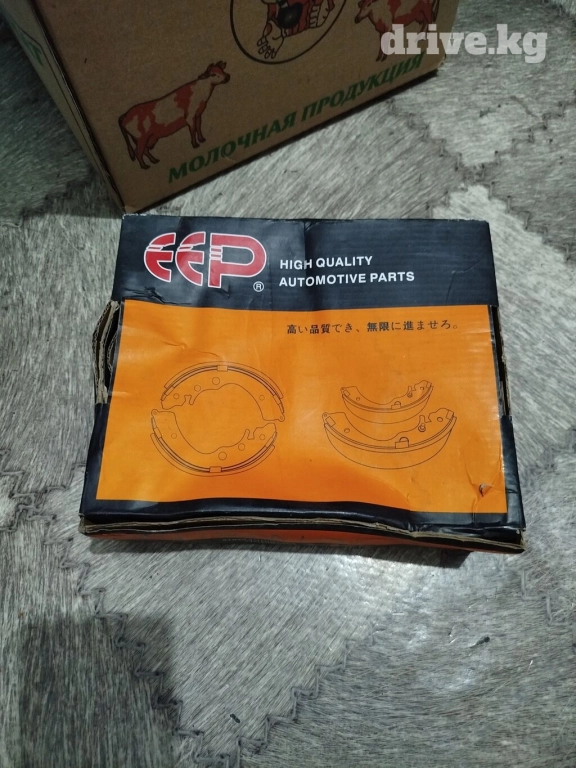 drive.kg
МОЛОЧНАЯ ПРОДУКЦИЯ
EEP®
HIGH QUALITY
AUTOMOTIVE PARTS
高い品質でき、無限に進ませろ。